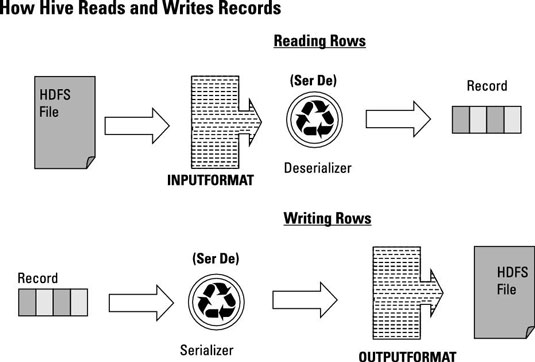 How Hive Reads and Writes Records
Reading Rows
HDFS
File
(Ser De)
Record
Deserializer
INPUTFORMAT
Writing Rows
Record
(Ser De)
HDFS
File
Serializer
OUTPUTFORMAT